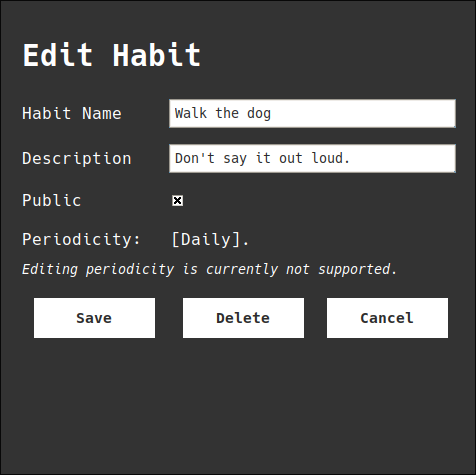 Edit Habit
Habit Name Walk the dog
Description Don't say it out loud.
Public
Periodicity: [Daily].
Editing periodicity is currently not supported.
Save Delete Cancel